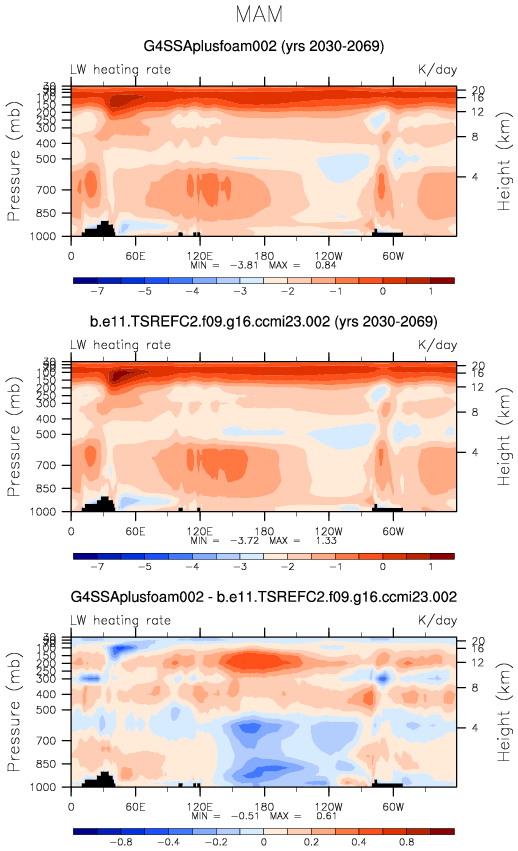 MAM
G4SSAplusfoam002 (yrs 2030-2069)
LW heating rate K/day
30
50
100
150
200
250
300
400
500
700
850
1000
20
16
12
8
4
Pressure (mb)
Height (km)
0 60E 120E 180 120W 60W
MIN = -3.81 MAX = 0.84
-7 -5 -4 -3 -2 -1 0 1
b.e11.TSREFC2.f09.g16.ccmi23.002 (yrs 2030-2069)
LW heating rate K/day
30
50
100
150
200
250
300
400
500
700
850
1000
20
16
12
8
4
Pressure (mb)
Height (km)
0 60E 120E 180 120W 60W
MIN = -3.72 MAX = 1.33
-7 -5 -4 -3 -2 -1 0 1
G4SSAplusfoam002 - b.e11.TSREFC2.f09.g16.ccmi23.002
LW heating rate K/day
30
50
100
150
200
250
300
400
500
700
850
1000
20
16
12
8
4
Pressure (mb)
Height (km)
0 60E 120E 180 120W 60W
MIN = -0.51 MAX = 0.61
-0.8 -0.4 -0.2 0 0.2 0.4 0.8